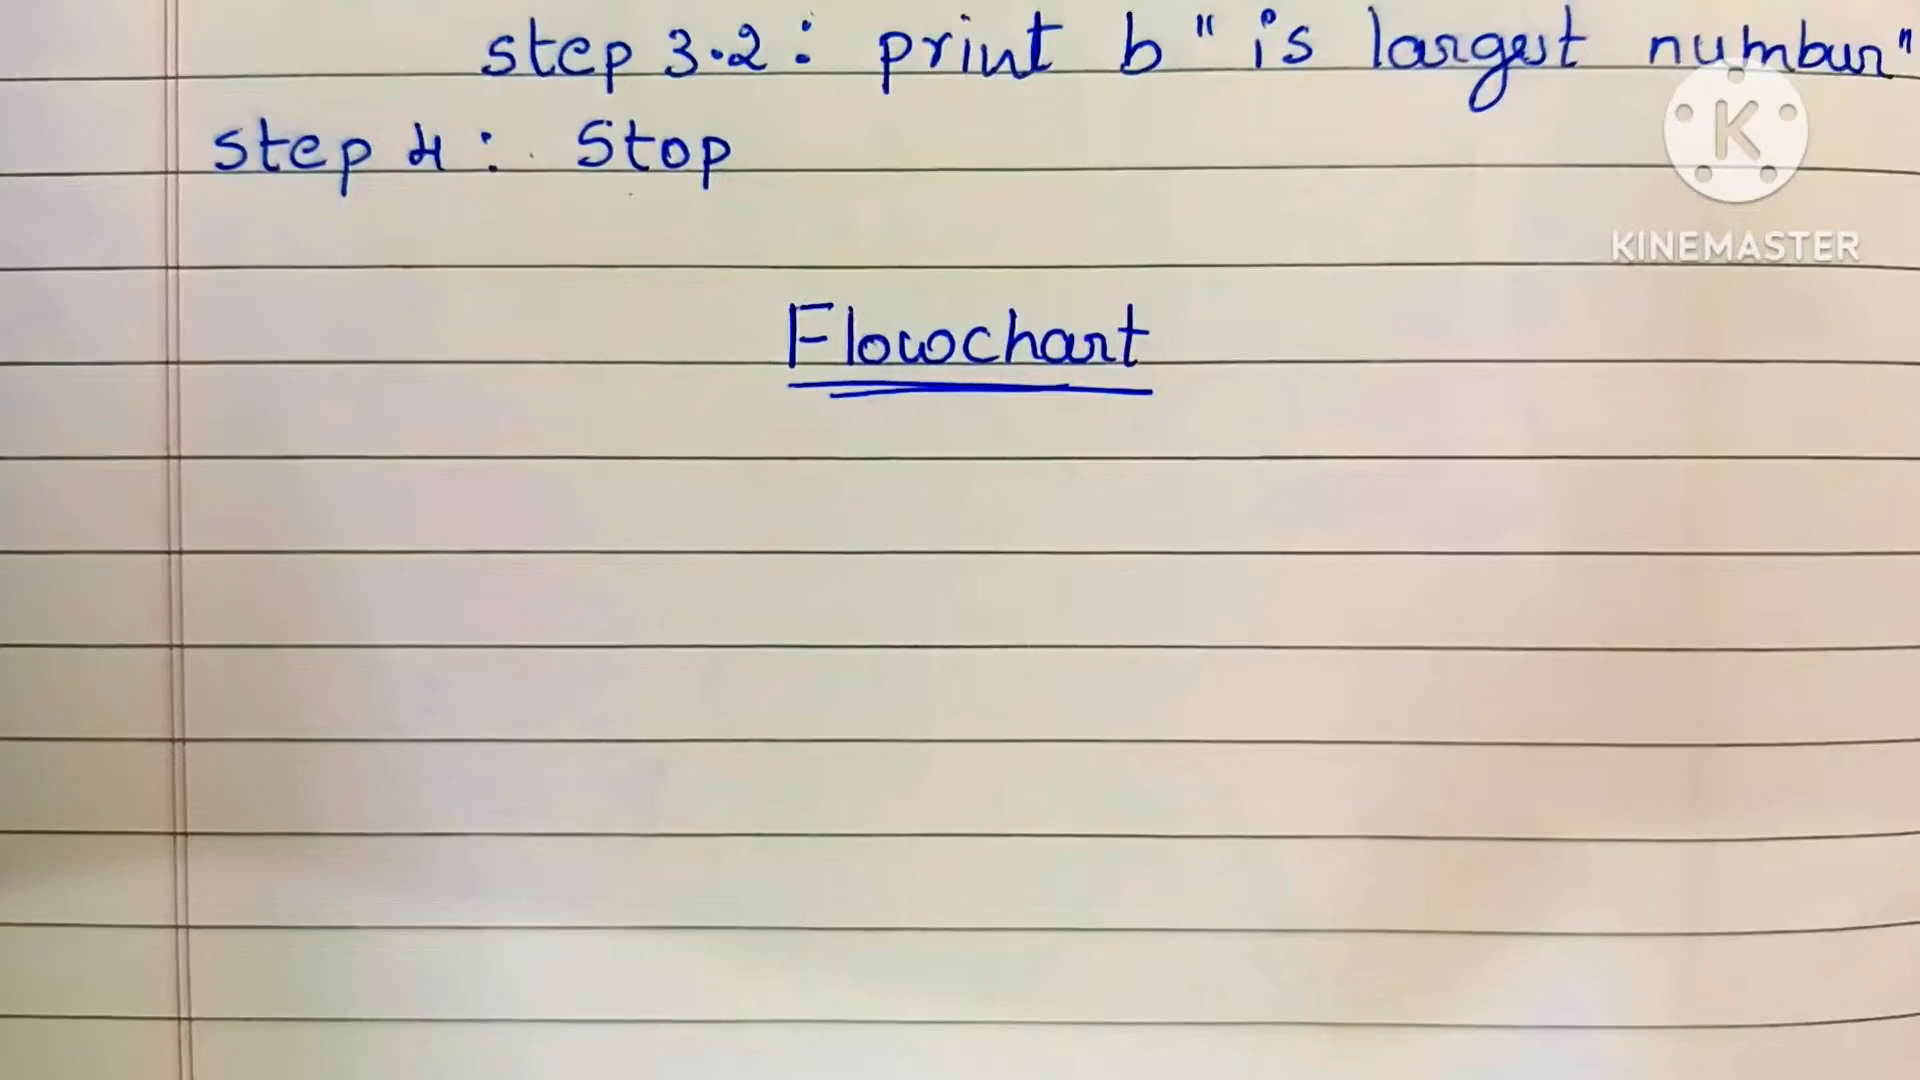 step 3.2 : print b " is largest number"
step 4 : Stop
K
KINEMASTER
Flowchart